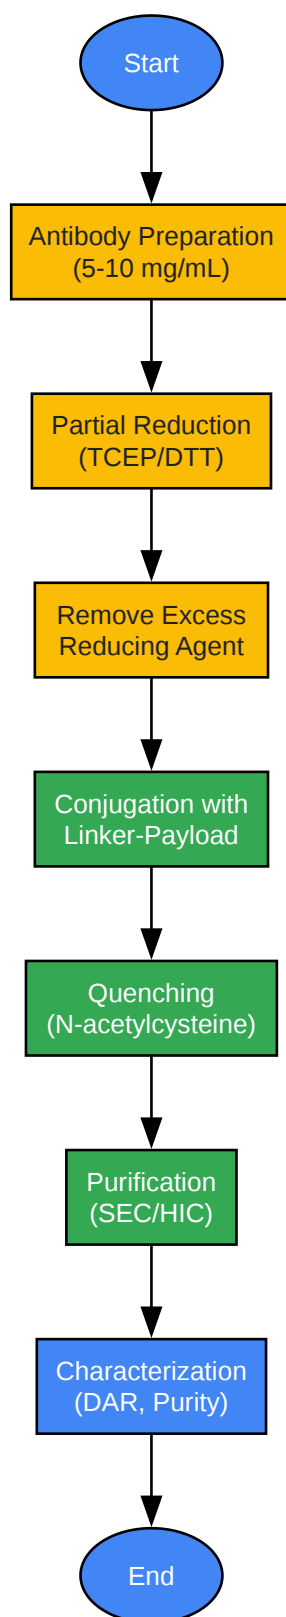 Start
Antibody Preparation
(5-10 mg/mL)
Partial Reduction
(TCEP/DTT)
Remove Excess
Reducing Agent
Conjugation with
Linker-Payload
Quenching
(N-acetylcysteine)
Purification
(SEC/HIC)
Characterization
(DAR, Purity)
End